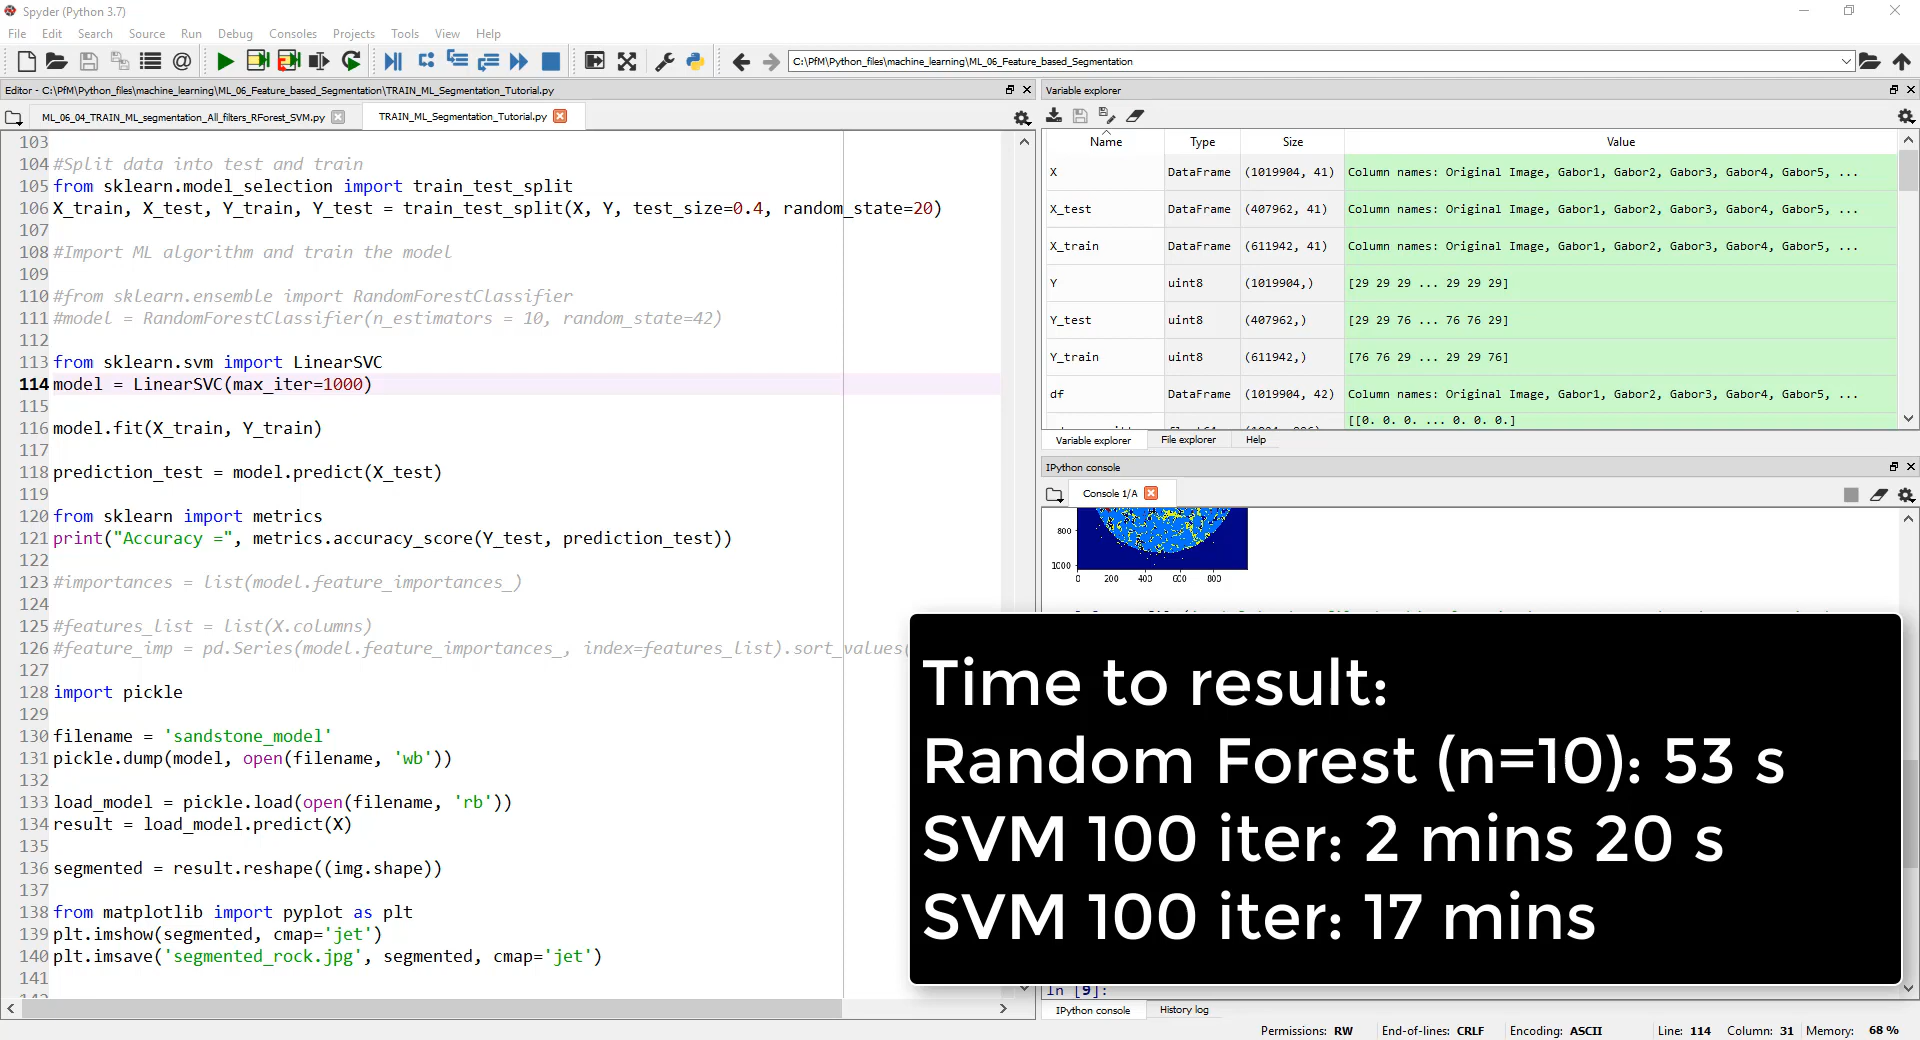 Spyder (Python 3.7)
File Edit Search Source Run Debug Consoles Projects Tools View Help
C:\PfM\Python_files\machine_learning\ML_06_Feature_based_Segmentation
Editor - C:\PfM\Python_files\machine_learning\ML_06_Feature_based_Segmentation\TRAIN_ML_Segmentation_Tutorial.py
ML_06_04_TRAIN_ML_segmentation_All_filters_RForest_SVM.py TRAIN_ML_Segmentation_Tutorial.py
103
104 #Split data into test and train
105 from sklearn.model_selection import train_test_split
106 X_train, X_test, Y_train, Y_test = train_test_split(X, Y, test_size=0.4, random_state=20)
107
108 #Import ML algorithm and train the model
109
110 #from sklearn.ensemble import RandomForestClassifier
111 #model = RandomForestClassifier(n_estimators = 10, random_state=42)
112
113 from sklearn.svm import LinearSVC
114 model = LinearSVC(max_iter=1000)
115
116 model.fit(X_train, Y_train)
117
118 prediction_test = model.predict(X_test)
119
120 from sklearn import metrics
121 print("Accuracy =", metrics.accuracy_score(Y_test, prediction_test))
122
123 #importances = list(model.feature_importances_)
124
125 #features_list = list(X.columns)
126 #feature_imp = pd.Series(model.feature_importances_, index=features_list).sort_values(
127
128 import pickle
129
130 filename = 'sandstone_model'
131 pickle.dump(model, open(filename, 'wb'))
132
133 load_model = pickle.load(open(filename, 'rb'))
134 result = load_model.predict(X)
135
136 segmented = result.reshape((img.shape))
137
138 from matplotlib import pyplot as plt
139 plt.imshow(segmented, cmap='jet')
140 plt.imsave('segmented_rock.jpg', segmented, cmap='jet')
141
Variable explorer
Name Type Size Value
X DataFrame (1019904, 41) Column names: Original Image, Gabor1, Gabor2, Gabor3, Gabor4, Gabor5, ...
X_test DataFrame (407962, 41) Column names: Original Image, Gabor1, Gabor2, Gabor3, Gabor4, Gabor5, ...
X_train DataFrame (611942, 41) Column names: Original Image, Gabor1, Gabor2, Gabor3, Gabor4, Gabor5, ...
Y uint8 (1019904,) [29 29 29 ... 29 29 29]
Y_test uint8 (407962,) [29 29 76 ... 76 76 29]
Y_train uint8 (611942,) [76 76 29 ... 29 29 76]
df DataFrame (1019904, 42) Column names: Original Image, Gabor1, Gabor2, Gabor3, Gabor4, Gabor5, ...
[[0. 0. 0. ... 0. 0. 0.]
Variable explorer File explorer Help
IPython console
Console 1/A
800
1000
0 200 400 600 800
Time to result:
Random Forest (n=10): 53 s
SVM 100 iter: 2 mins 20 s
SVM 100 iter: 17 mins
In [9]:
IPython console History log
Permissions: RW End-of-lines: CRLF Encoding: ASCII Line: 114 Column: 31 Memory: 68 %